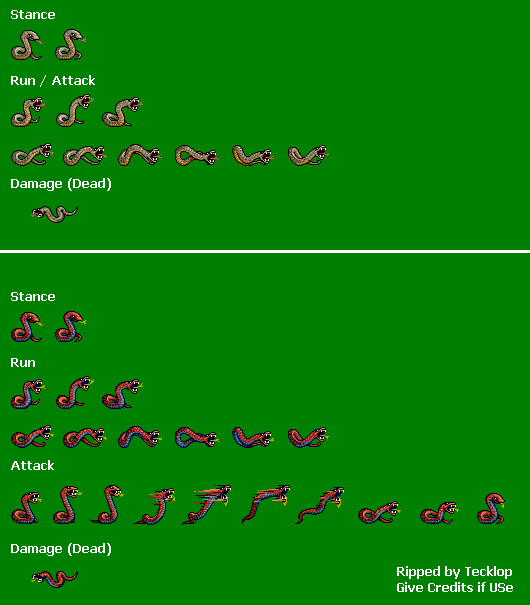 Stance
Run / Attack
Damage (Dead)
Stance
Run
Attack
Damage (Dead)
Ripped by Tecklop
Give Credits if USe